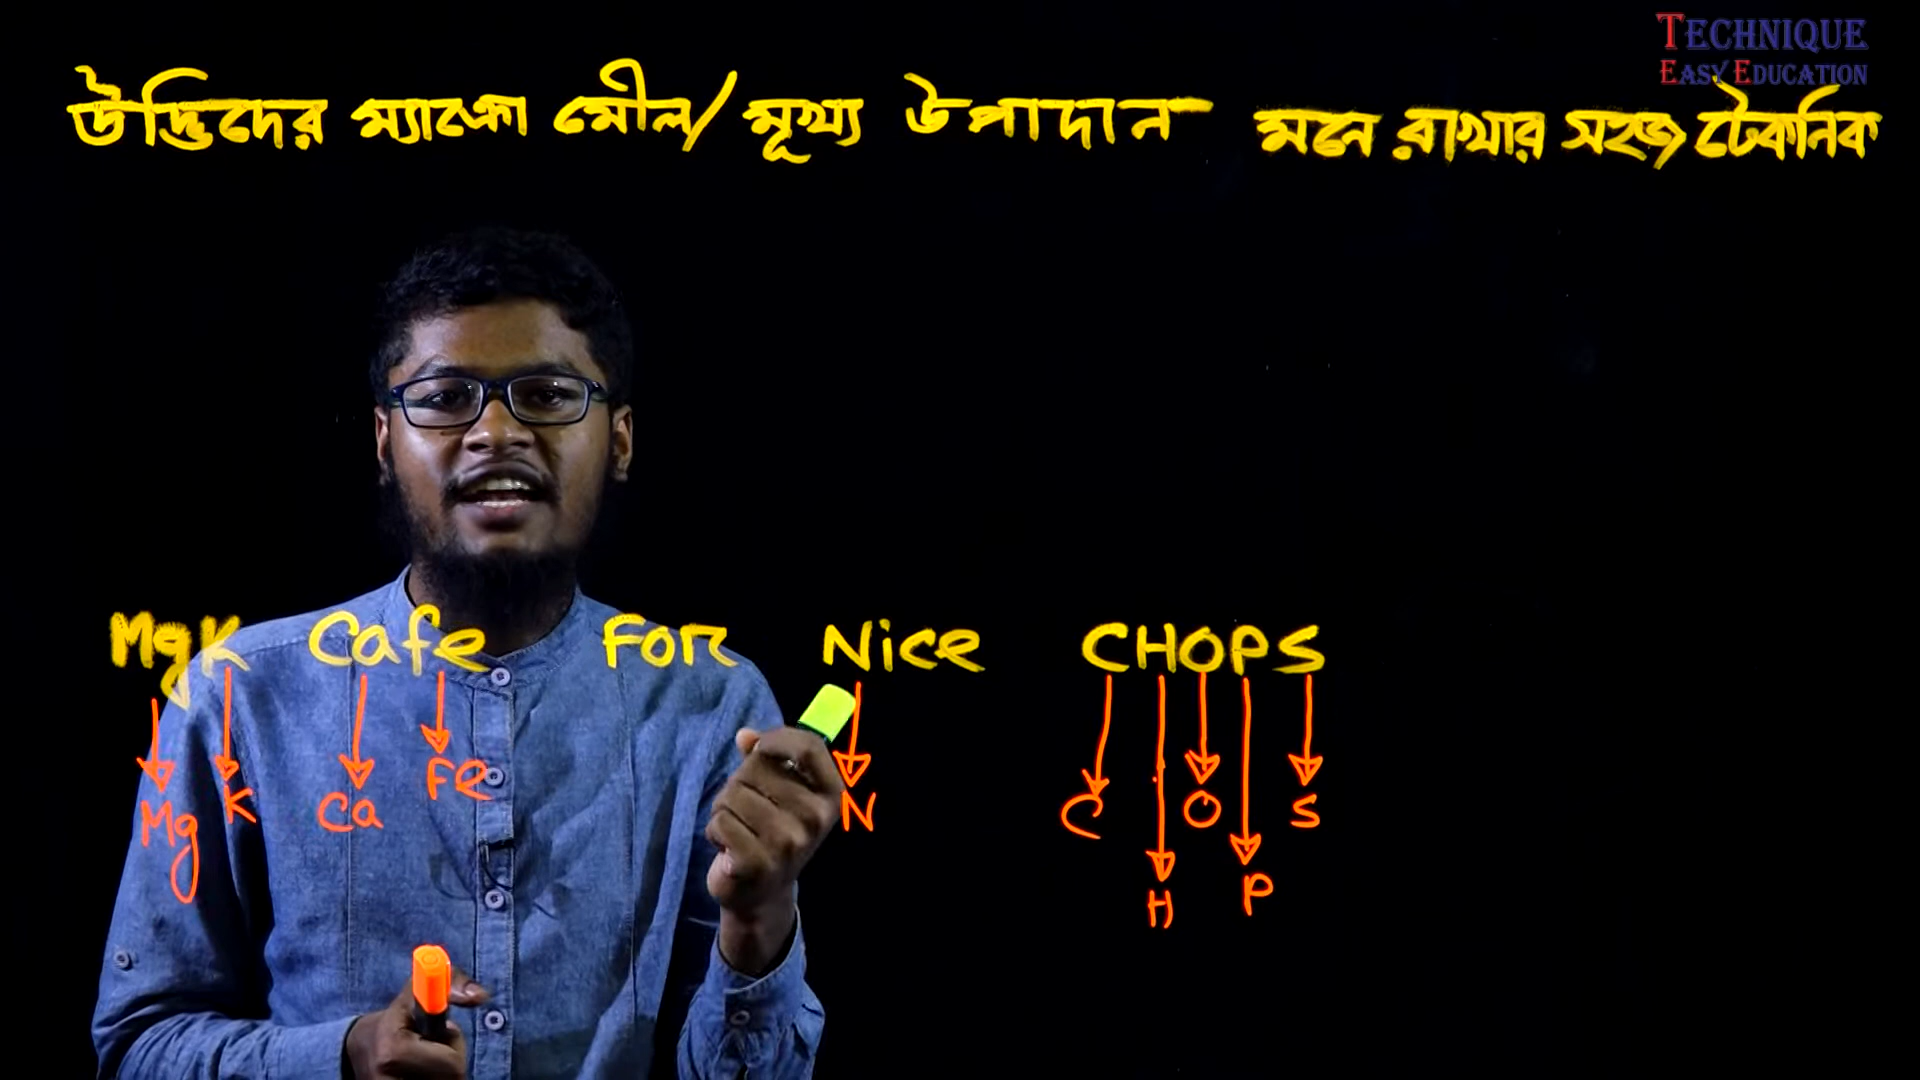 TECHNIQUE
EASY EDUCATION
উদ্ভিদের ম্যাক্রো মৌল/মূখ্য উপাদান মনে রাখার সহজ টেকনিক
MgK Cafe FOR Nice CHOPS
Mg K Ca Fe N C H O P S